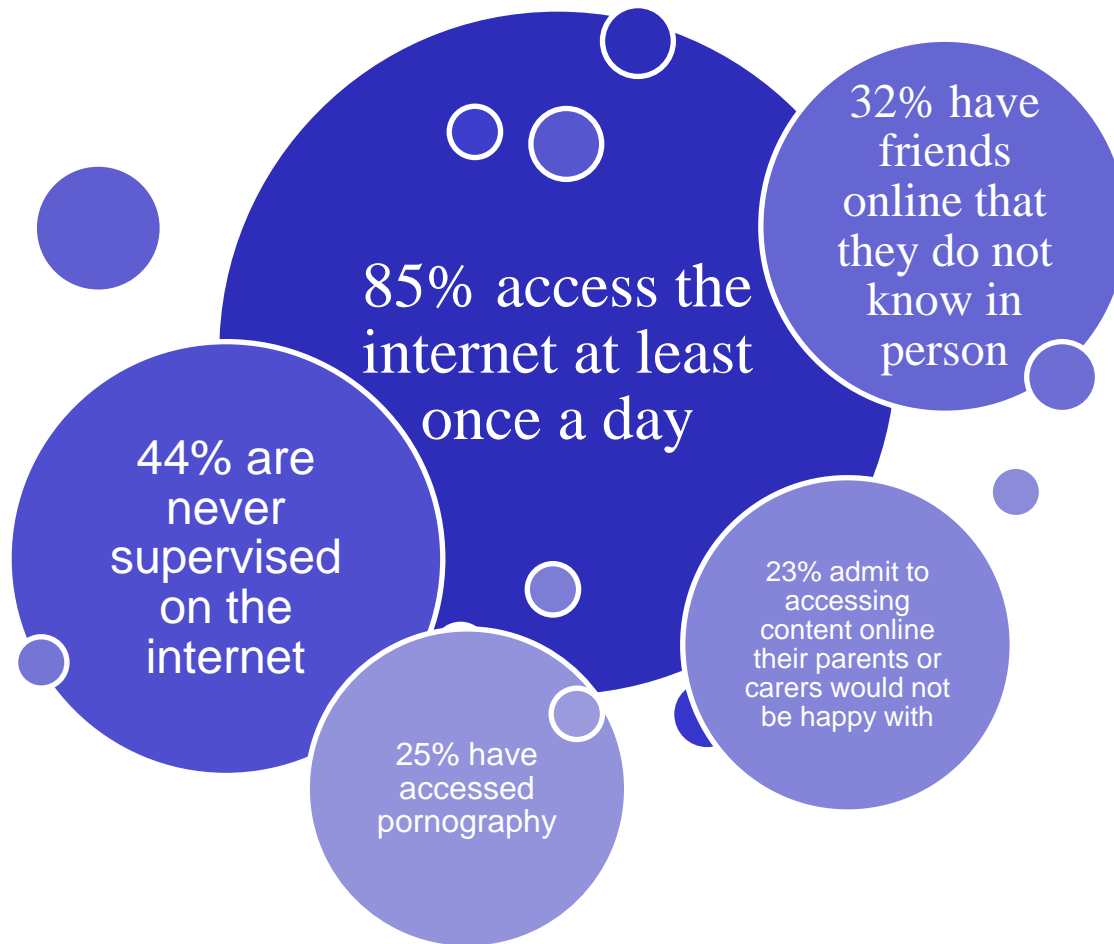 85% access the
internet at least
once a day
32% have
friends
online that
they do not
know in
person
44% are
never
supervised
on the
internet
23% admit to
accessing
content online
their parents or
carers would not
be happy with
25% have
accessed
pornography